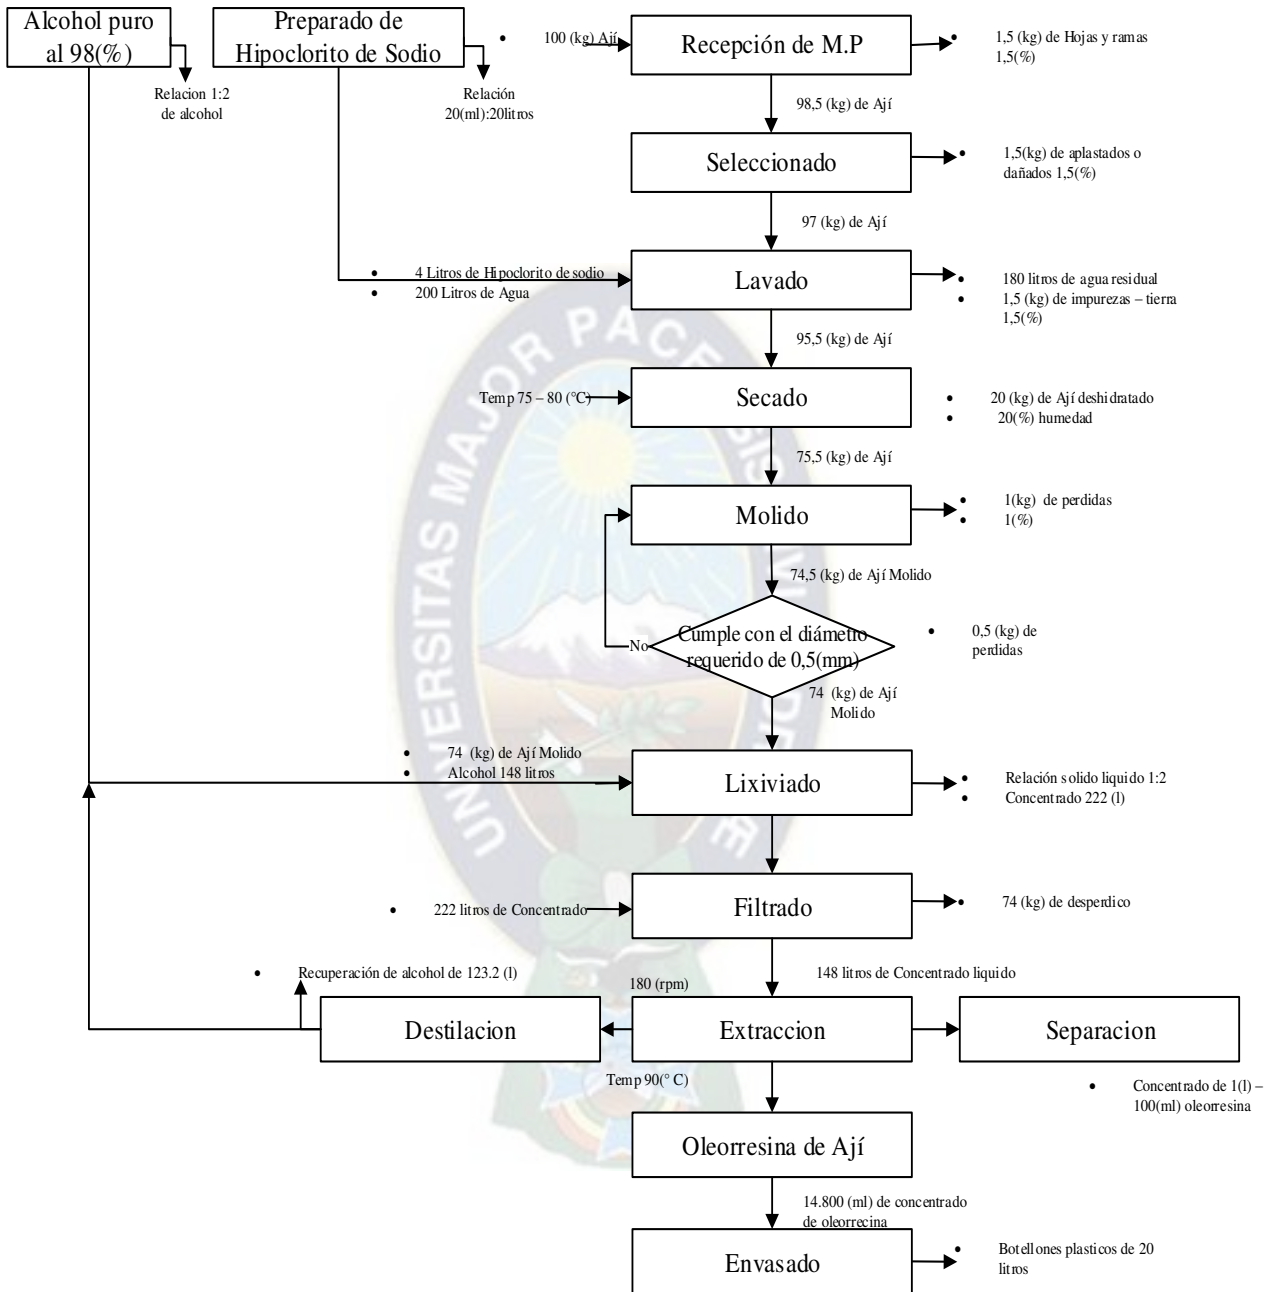 Alcohol puro
al 98(%)
Relacion 1:2
de alcohol
Preparado de
Hipoclorito de Sodio
Relación
20(ml):20litros
• 100 (kg) Ají
Recepción de M.P
• 1,5 (kg) de Hojas y ramas
1,5(%)
98,5 (kg) de Ají
Seleccionado
• 1,5(kg) de aplastados o
dañados 1,5(%)
97 (kg) de Ají
• 4 Litros de Hipoclorito de sodio
• 200 Litros de Agua
Lavado
• 180 litros de agua residual
• 1,5 (kg) de impurezas – tierra
1,5(%)
95,5 (kg) de Ají
Temp 75 – 80 (°C)
Secado
• 20 (kg) de Ají deshidratado
• 20(%) humedad
75,5 (kg) de Ají
Molido
• 1(kg) de perdidas
• 1(%)
74,5 (kg) de Ají Molido
No
Cumple con el diámetro
requerido de 0,5(mm)
• 0,5 (kg) de
perdidas
74 (kg) de Ají
Molido
• 74 (kg) de Ají Molido
• Alcohol 148 litros
Lixiviado
• Relación solido liquido 1:2
• Concentrado 222 (l)
• 222 litros de Concentrado
Filtrado
• 74 (kg) de desperdico
148 litros de Concentrado liquido
• Recuperación de alcohol de 123.2 (l)
180 (rpm)
Destilacion
Extraccion
Separacion
Temp 90(° C)
• Concentrado de 1(l) –
100(ml) oleorresina
Oleorresina de Ají
14.800 (ml) de concentrado
de oleorrecina
Envasado
• Botellones plasticos de 20
litros
UNIVERSITAS MAJOR PACENSIS